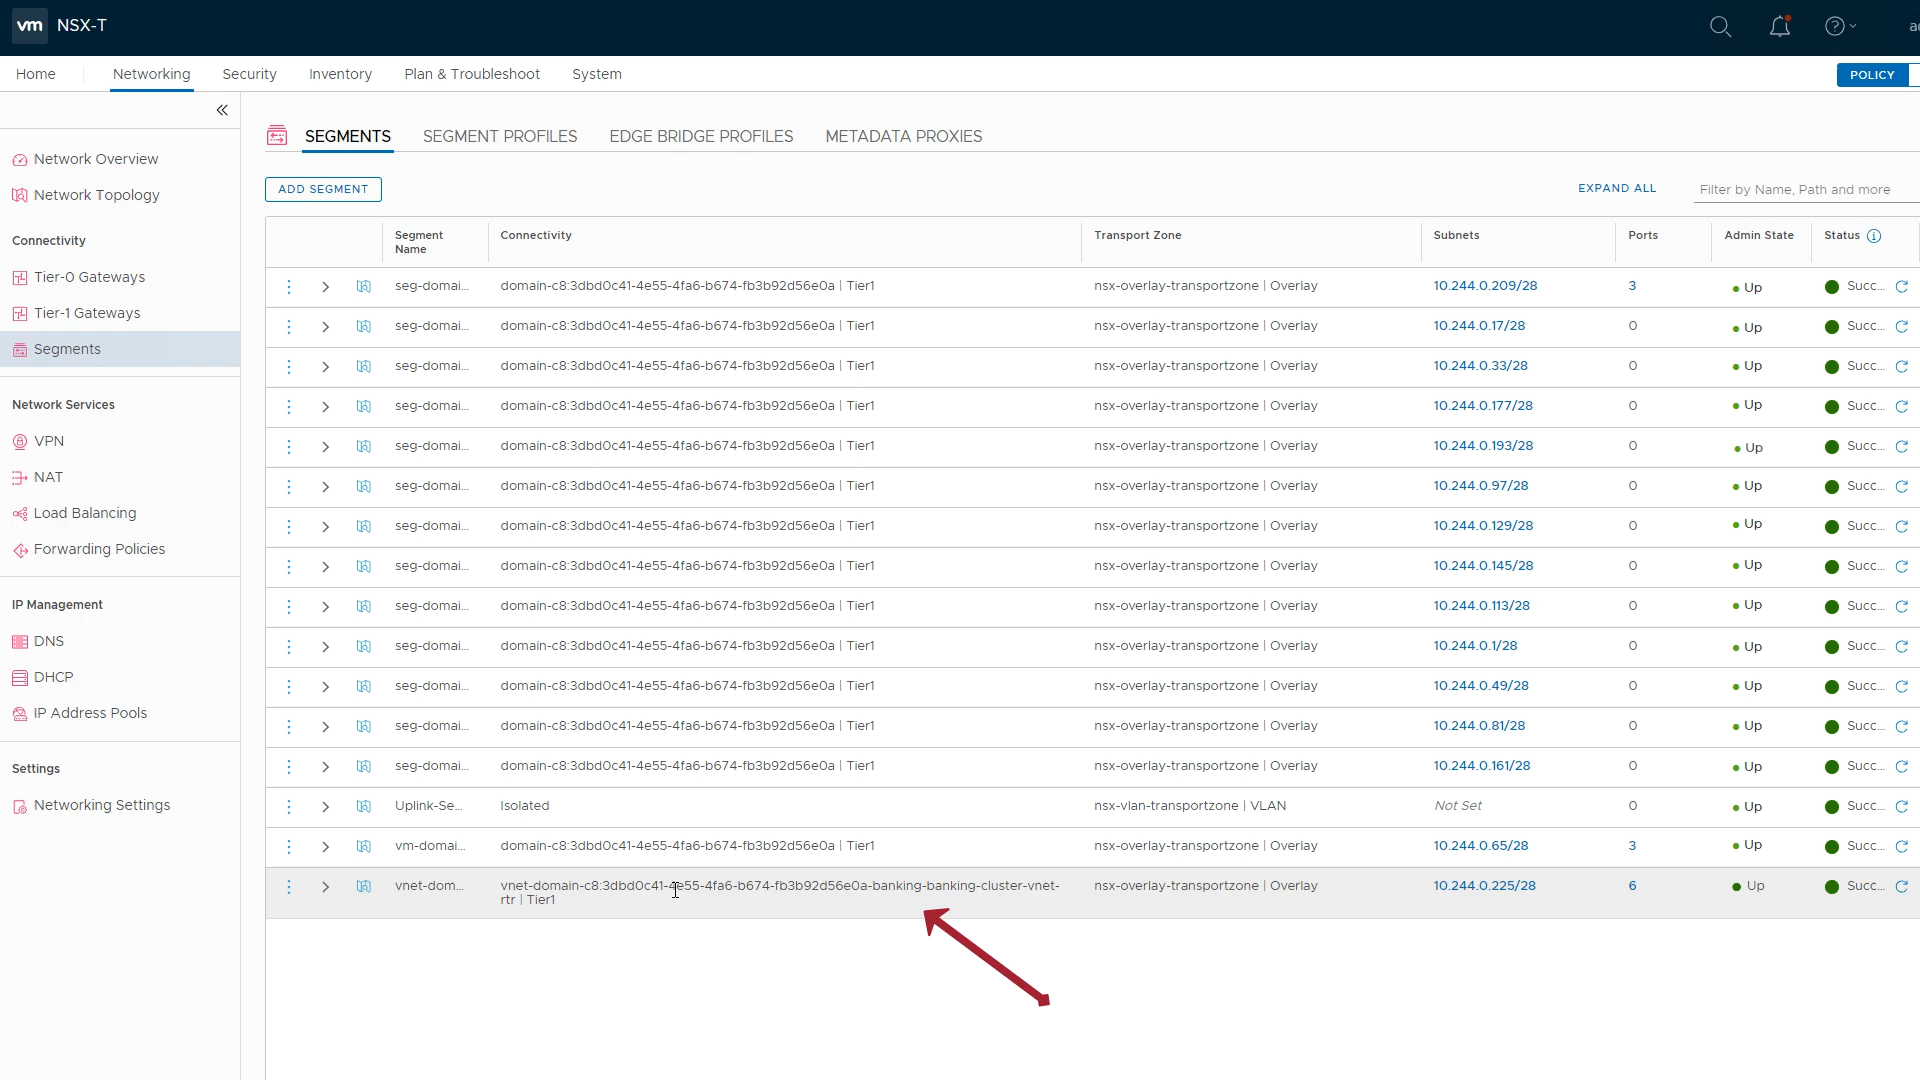 vm NSX-T
Home Networking Security Inventory Plan & Troubleshoot System
POLICY
Network Overview
Network Topology
Connectivity
Tier-0 Gateways
Tier-1 Gateways
Segments
Network Services
VPN
NAT
Load Balancing
Forwarding Policies
IP Management
DNS
DHCP
IP Address Pools
Settings
Networking Settings
SEGMENTS SEGMENT PROFILES EDGE BRIDGE PROFILES METADATA PROXIES
ADD SEGMENT EXPAND ALL Filter by Name, Path and more
Segment Name Connectivity Transport Zone Subnets Ports Admin State Status
seg-domai... domain-c8:3dbd0c41-4e55-4fa6-b674-fb3b92d56e0a | Tier1 nsx-overlay-transportzone | Overlay 10.244.0.209/28 3 Up Succ...
seg-domai... domain-c8:3dbd0c41-4e55-4fa6-b674-fb3b92d56e0a | Tier1 nsx-overlay-transportzone | Overlay 10.244.0.17/28 0 Up Succ...
seg-domai... domain-c8:3dbd0c41-4e55-4fa6-b674-fb3b92d56e0a | Tier1 nsx-overlay-transportzone | Overlay 10.244.0.33/28 0 Up Succ...
seg-domai... domain-c8:3dbd0c41-4e55-4fa6-b674-fb3b92d56e0a | Tier1 nsx-overlay-transportzone | Overlay 10.244.0.177/28 0 Up Succ...
seg-domai... domain-c8:3dbd0c41-4e55-4fa6-b674-fb3b92d56e0a | Tier1 nsx-overlay-transportzone | Overlay 10.244.0.193/28 0 Up Succ...
seg-domai... domain-c8:3dbd0c41-4e55-4fa6-b674-fb3b92d56e0a | Tier1 nsx-overlay-transportzone | Overlay 10.244.0.97/28 0 Up Succ...
seg-domai... domain-c8:3dbd0c41-4e55-4fa6-b674-fb3b92d56e0a | Tier1 nsx-overlay-transportzone | Overlay 10.244.0.129/28 0 Up Succ...
seg-domai... domain-c8:3dbd0c41-4e55-4fa6-b674-fb3b92d56e0a | Tier1 nsx-overlay-transportzone | Overlay 10.244.0.145/28 0 Up Succ...
seg-domai... domain-c8:3dbd0c41-4e55-4fa6-b674-fb3b92d56e0a | Tier1 nsx-overlay-transportzone | Overlay 10.244.0.113/28 0 Up Succ...
seg-domai... domain-c8:3dbd0c41-4e55-4fa6-b674-fb3b92d56e0a | Tier1 nsx-overlay-transportzone | Overlay 10.244.0.1/28 0 Up Succ...
seg-domai... domain-c8:3dbd0c41-4e55-4fa6-b674-fb3b92d56e0a | Tier1 nsx-overlay-transportzone | Overlay 10.244.0.49/28 0 Up Succ...
seg-domai... domain-c8:3dbd0c41-4e55-4fa6-b674-fb3b92d56e0a | Tier1 nsx-overlay-transportzone | Overlay 10.244.0.81/28 0 Up Succ...
seg-domai... domain-c8:3dbd0c41-4e55-4fa6-b674-fb3b92d56e0a | Tier1 nsx-overlay-transportzone | Overlay 10.244.0.161/28 0 Up Succ...
Uplink-Se... Isolated nsx-vlan-transportzone | VLAN Not Set 0 Up Succ...
vm-domai... domain-c8:3dbd0c41-4e55-4fa6-b674-fb3b92d56e0a | Tier1 nsx-overlay-transportzone | Overlay 10.244.0.65/28 3 Up Succ...
vnet-dom... vnet-domain-c8:3dbd0c41-4e55-4fa6-b674-fb3b92d56e0a-banking-banking-cluster-vnet- nsx-overlay-transportzone | Overlay 10.244.0.225/28 6 Up Succ...
rtr | Tier1